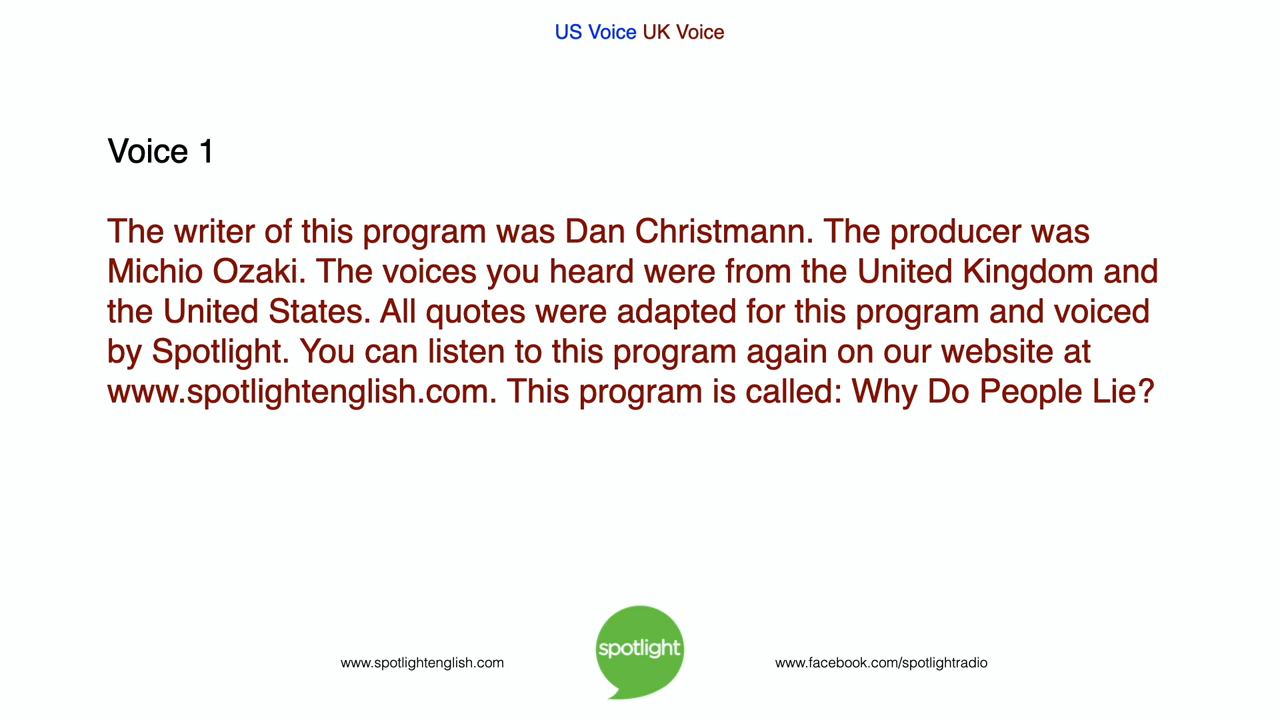 US Voice UK Voice
Voice 1
The writer of this program was Dan Christmann. The producer was
Michio Ozaki. The voices you heard were from the United Kingdom and
the United States. All quotes were adapted for this program and voiced
by Spotlight. You can listen to this program again on our website at
www.spotlightenglish.com. This program is called: Why Do People Lie?
www.spotlightenglish.com
spotlight
www.facebook.com/spotlightradio